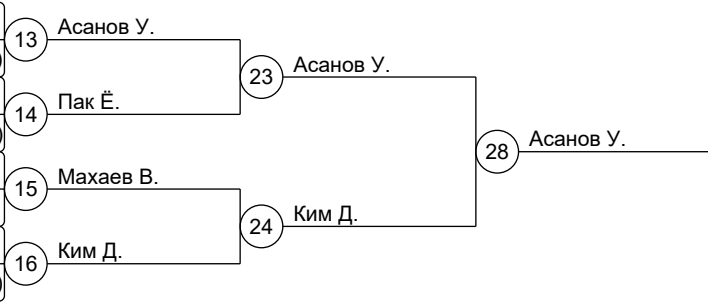 13 Асанов У.
23 Асанов У.
14 Пак Ё.
28 Асанов У.
15 Махаев В.
24 Ким Д.
16 Ким Д.